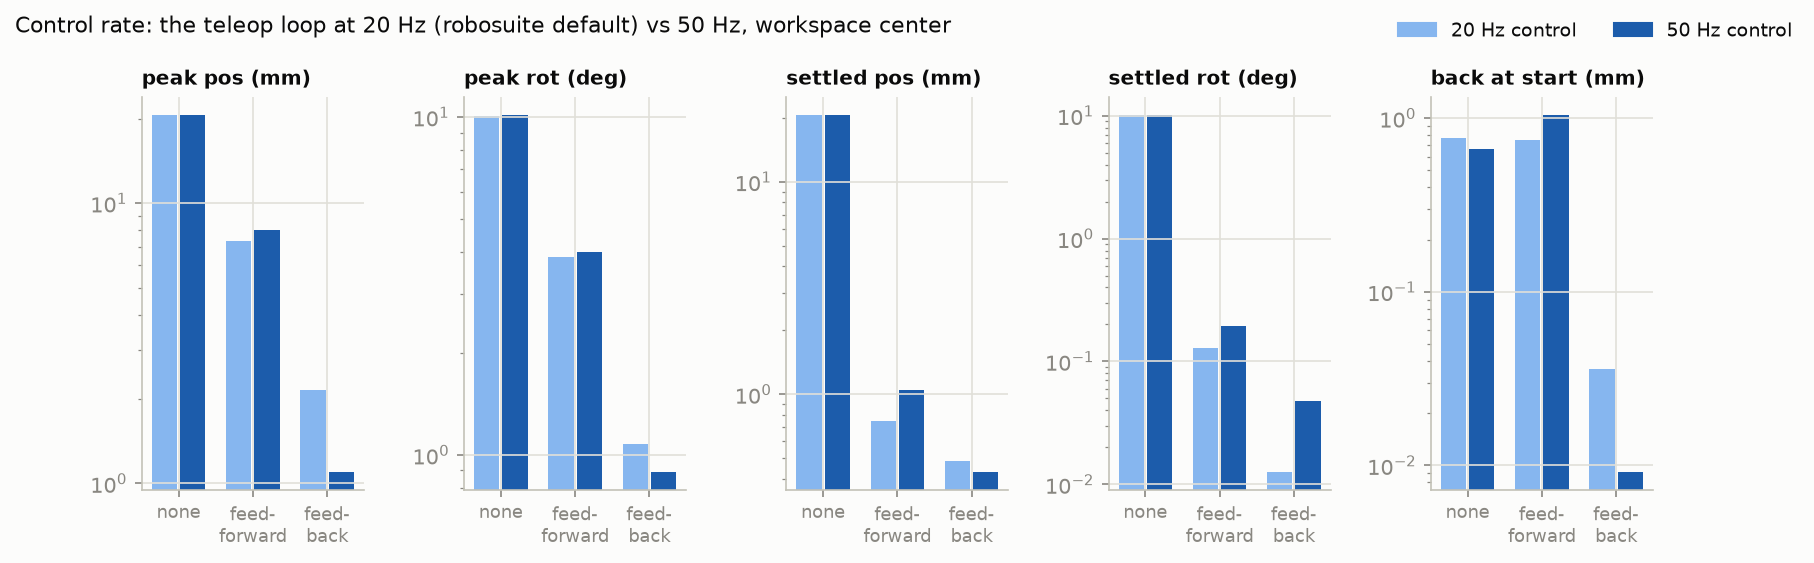 Control rate: the teleop loop at 20 Hz (robosuite default) vs 50 Hz, workspace center
20 Hz control
50 Hz control
peak pos (mm)
10¹
10⁰
none
feed-
forward
feed-
back
peak rot (deg)
10¹
10⁰
none
feed-
forward
feed-
back
settled pos (mm)
10¹
10⁰
none
feed-
forward
feed-
back
settled rot (deg)
10¹
10⁰
10⁻¹
10⁻²
none
feed-
forward
feed-
back
back at start (mm)
10⁰
10⁻¹
10⁻²
none
feed-
forward
feed-
back